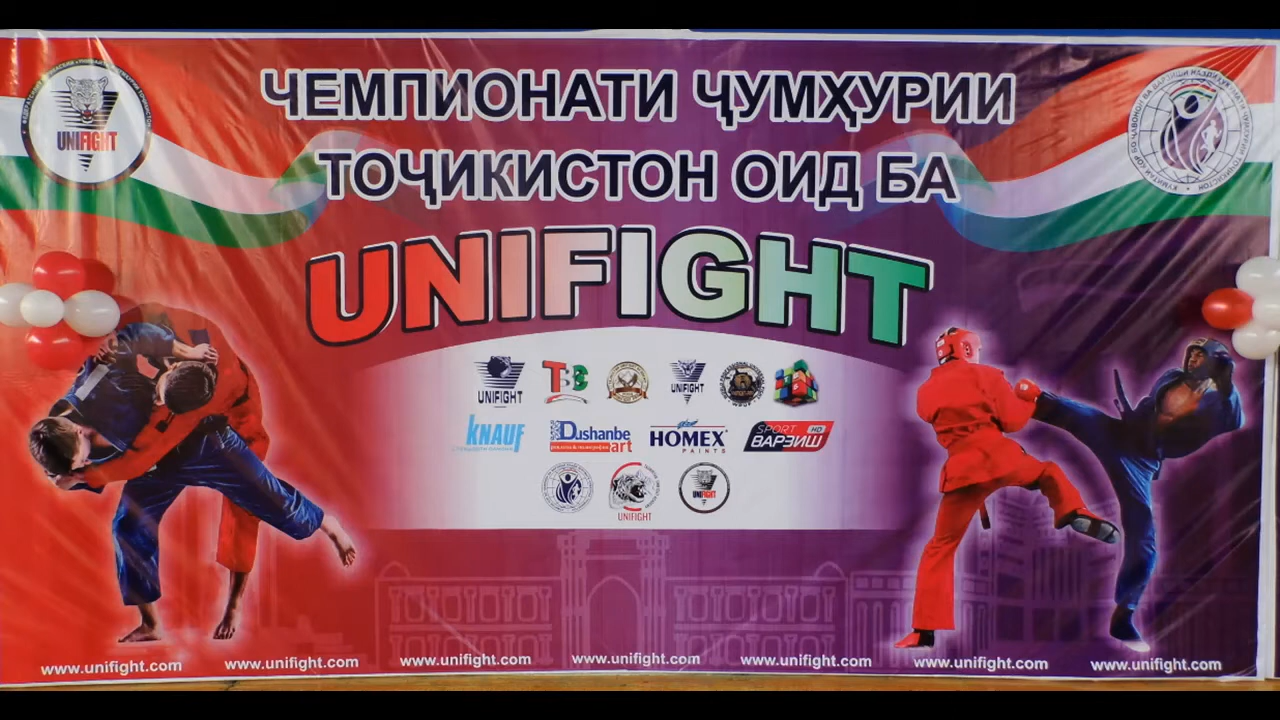 ЧЕМПИОНАТИ ҶУМҲУРИИ
ТОҶИКИСТОН ОИД БА
UNIFIGHT
UNIFIGHT
UNIFIGHT
TBC
UNIFIGHT
KNAUF
Dushanbe
art
HOMEX
PAINTS
SPORT HD
ВАРЗИШ
UNIFIGHT
UNIFIGHT
www.unifight.com www.unifight.com www.unifight.com www.unifight.com www.unifight.com www.unifight.com www.unifight.com